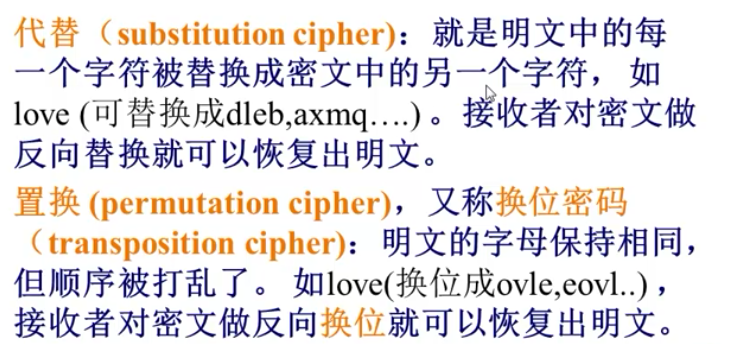 代替（substitution cipher)：就是明文中的每
一个字符被替换成密文中的另一个字符， 如
love (可替换成dleb,axmq….) 。接收者对密文做
反向替换就可以恢复出明文。
置换 (permutation cipher)，又称换位密码
（transposition cipher)：明文的字母保持相同，
但顺序被打乱了。 如love(换位成ovle,eovl..) ，
接收者对密文做反向换位就可以恢复出明文。